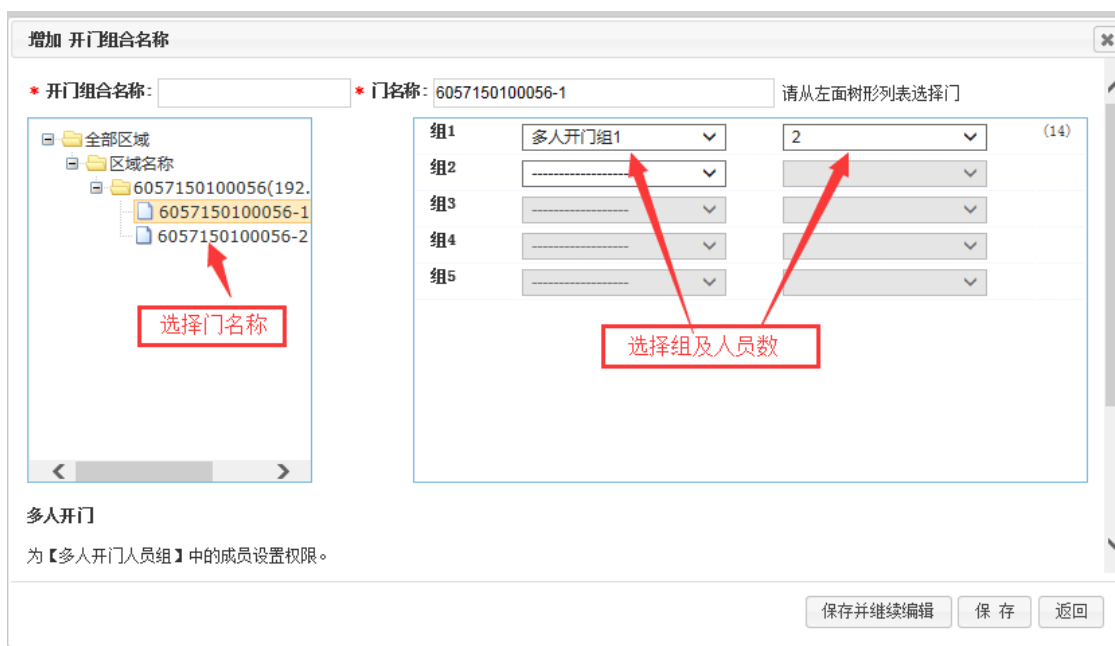 增加 开门组合名称
* 开门组合名称: * 门名称: 6057150100056-1 请从左面树形列表选择门
全部区域
区域名称
6057150100056(192.
6057150100056-1
6057150100056-2
选择门名称
组1 多人开门组1 2 (14)
组2 ------------------
组3 ------------------
组4 ------------------
组5 ------------------
选择组及人员数
多人开门
为【多人开门人员组】中的成员设置权限。
保存并继续编辑 保 存 返回